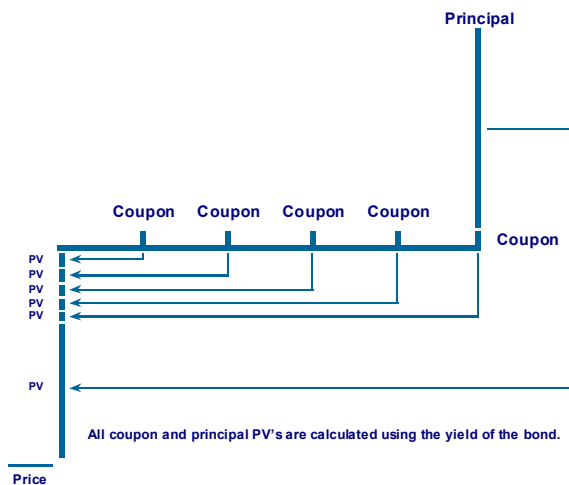 Principal
Coupon Coupon Coupon Coupon
Coupon
PV
PV
PV
PV
PV
PV
All coupon and principal PV's are calculated using the yield of the bond.
Price